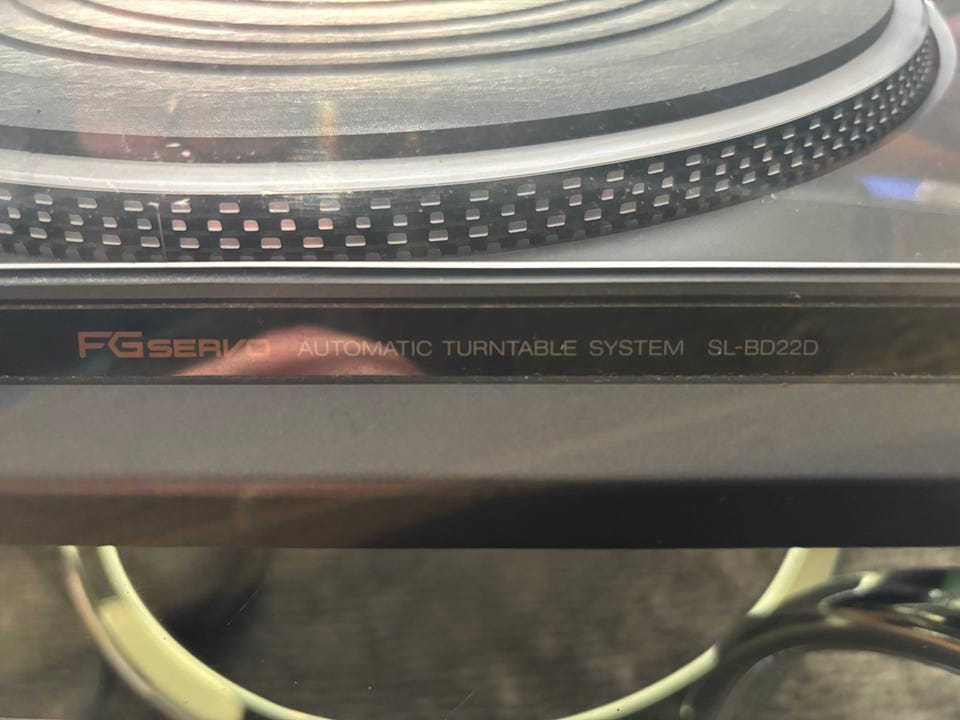 FG SERVO AUTOMATIC TURNTABLE SYSTEM SL-BD22D